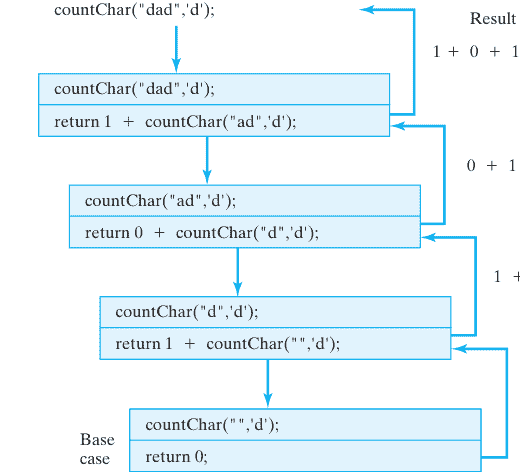 countChar("dad",'d');
Result
1 + 0 + 1
countChar("dad",'d');
return 1 + countChar("ad",'d');
0 + 1
countChar("ad",'d');
return 0 + countChar("d",'d');
1 +
countChar("d",'d');
return 1 + countChar("",'d');
countChar("",'d');
Base
case
return 0;